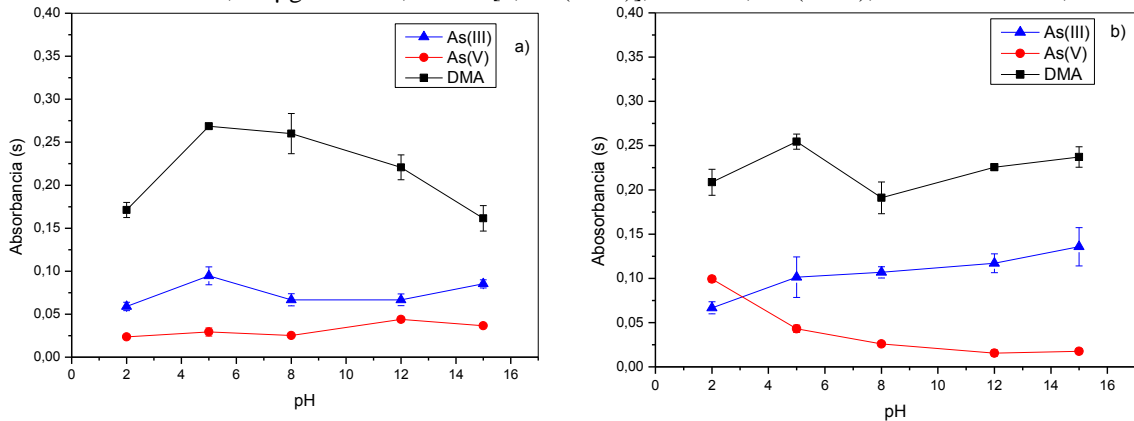 As(III)
As(V)
DMA
a)
0,40
0,35
0,30
0,25
0,20
0,15
0,10
0,05
0,00
Absorbancia (s)
0 2 4 6 8 10 12 14 16
pH
As(III)
As(V)
DMA
b)
0,40
0,35
0,30
0,25
0,20
0,15
0,10
0,05
0,00
Abosorbancia (s)
0 2 4 6 8 10 12 14 16
pH